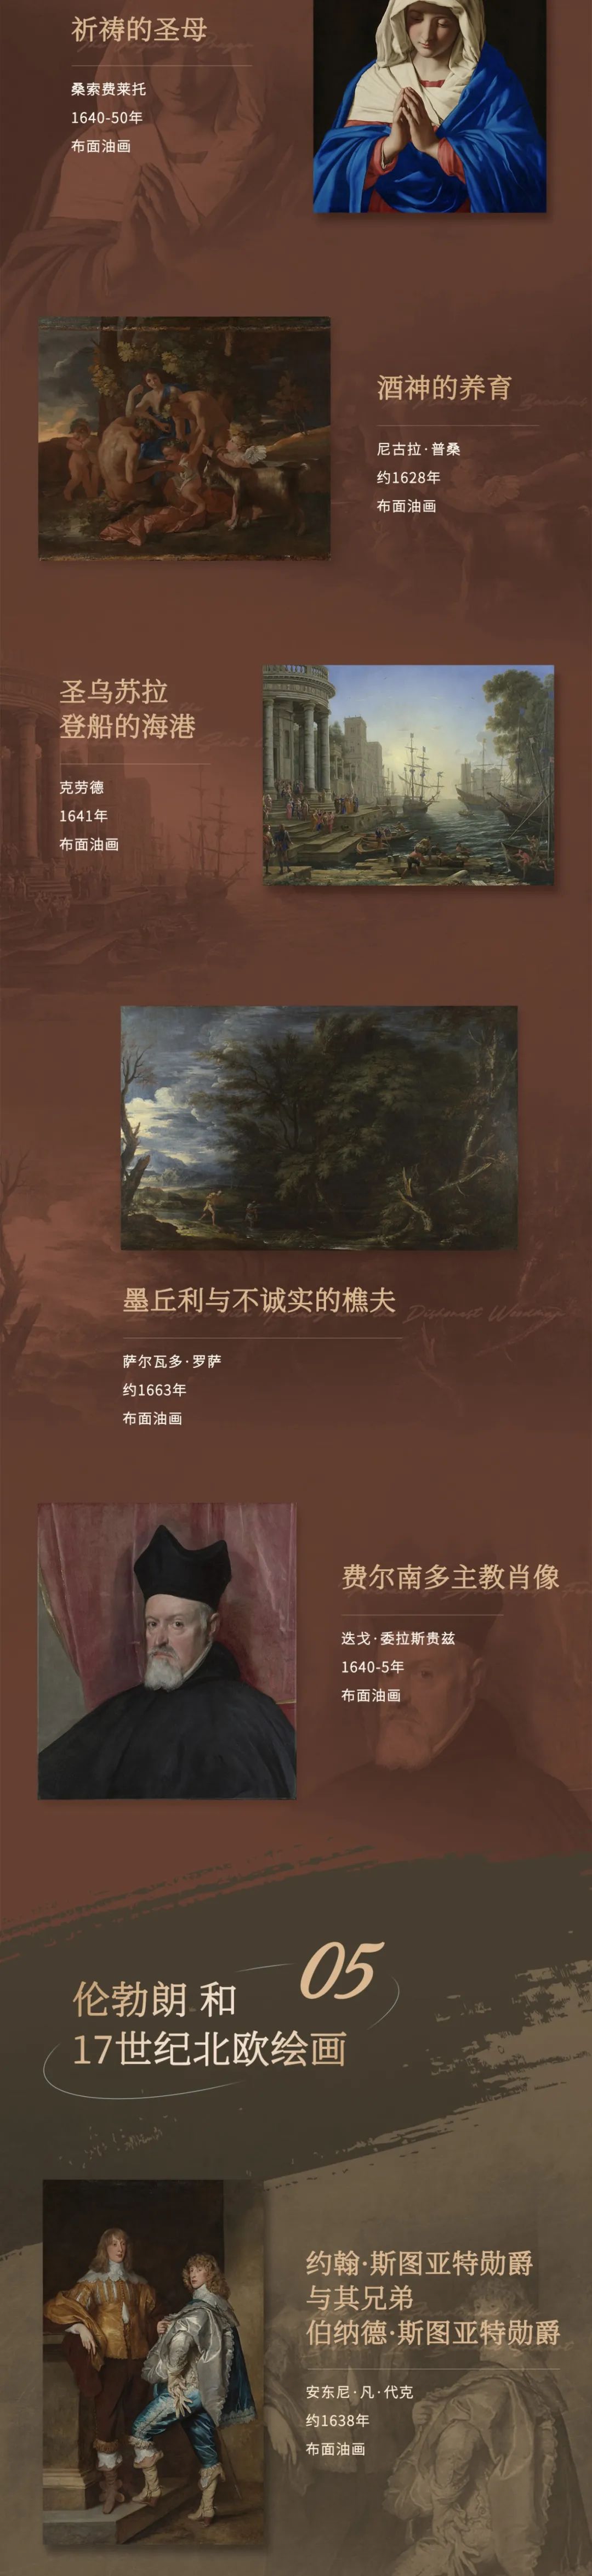 祈祷的圣母
桑索费莱托
1640-50年
布面油画
酒神的养育
尼古拉·普桑
约1628年
布面油画
圣乌苏拉
登船的海港
克劳德
1641年
布面油画
墨丘利与不诚实的樵夫
Dishonest Woodman
萨尔瓦多·罗萨
约1663年
布面油画
费尔南多主教肖像
迭戈·委拉斯贵兹
1640-5年
布面油画
05
伦勃朗 和
17世纪北欧绘画
约翰·斯图亚特勋爵
与其兄弟
伯纳德·斯图亚特勋爵
安东尼·凡·代克
约1638年
布面油画